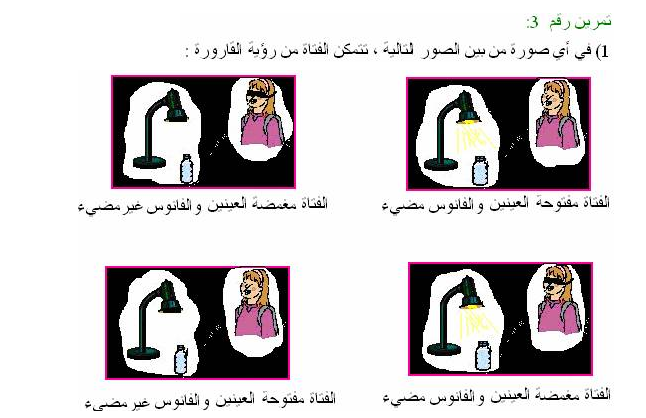 تمرين رقم 3:
1) في أي صورة من بين الصور التالية ، تتمكن الفتاة من رؤية القارورة :
الفتاة مفتوحة العينين و الفانوس مضيء
الفتاة مغمضة العينين و الفانوس غير مضيء
الفتاة مغمضة العينين و الفانوس مضيء
الفتاة مفتوحة العينين و الفانوس غير مضيء